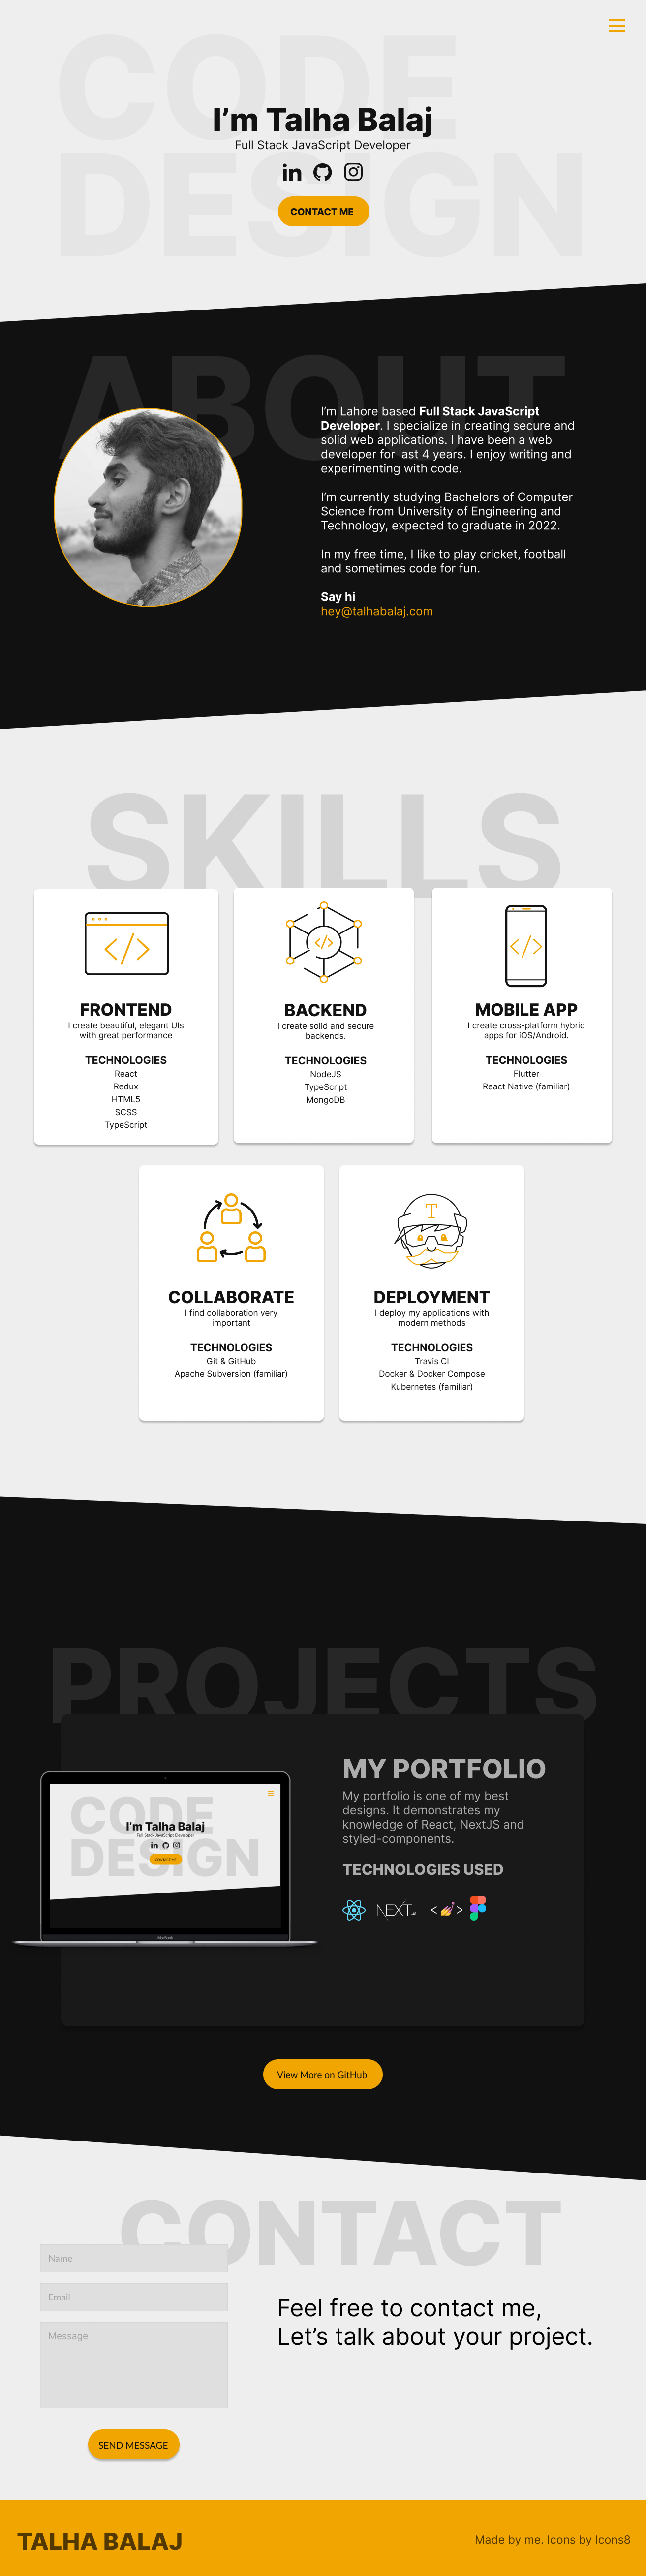 CODE
DESIGN
I'm Talha Balaj
Full Stack JavaScript Developer
in
CONTACT ME
ABOUT
I'm Lahore based Full Stack JavaScript
Developer. I specialize in creating secure and
solid web applications. I have been a web
developer for last 4 years. I enjoy writing and
experimenting with code.
I'm currently studying Bachelors of Computer
Science from University of Engineering and
Technology, expected to graduate in 2022.
In my free time, I like to play cricket, football
and sometimes code for fun.
Say hi
hey@talhabalaj.com
SKILLS
</>
FRONTEND
I create beautiful, elegant UIs
with great performance
TECHNOLOGIES
React
Redux
HTML5
SCSS
TypeScript
</>
BACKEND
I create solid and secure
backends.
TECHNOLOGIES
NodeJS
TypeScript
MongoDB
</>
MOBILE APP
I create cross-platform hybrid
apps for iOS/Android.
TECHNOLOGIES
Flutter
React Native (familiar)
COLLABORATE
I find collaboration very
important
TECHNOLOGIES
Git & GitHub
Apache Subversion (familiar)
T
DEPLOYMENT
I deploy my applications with
modern methods
TECHNOLOGIES
Travis CI
Docker & Docker Compose
Kubernetes (familiar)
PROJECTS
CODE
DESIGN
I'm Talha Balaj
Full Stack JavaScript Developer
in
CONTACT ME
MacBook
MY PORTFOLIO
My portfolio is one of my best
designs. It demonstrates my
knowledge of React, NextJS and
styled-components.
TECHNOLOGIES USED
NEXT.JS
< >
View More on GitHub
CONTACT
Name
Email
Message
SEND MESSAGE
Feel free to contact me,
Let's talk about your project.
TALHA BALAJ
Made by me. Icons by Icons8